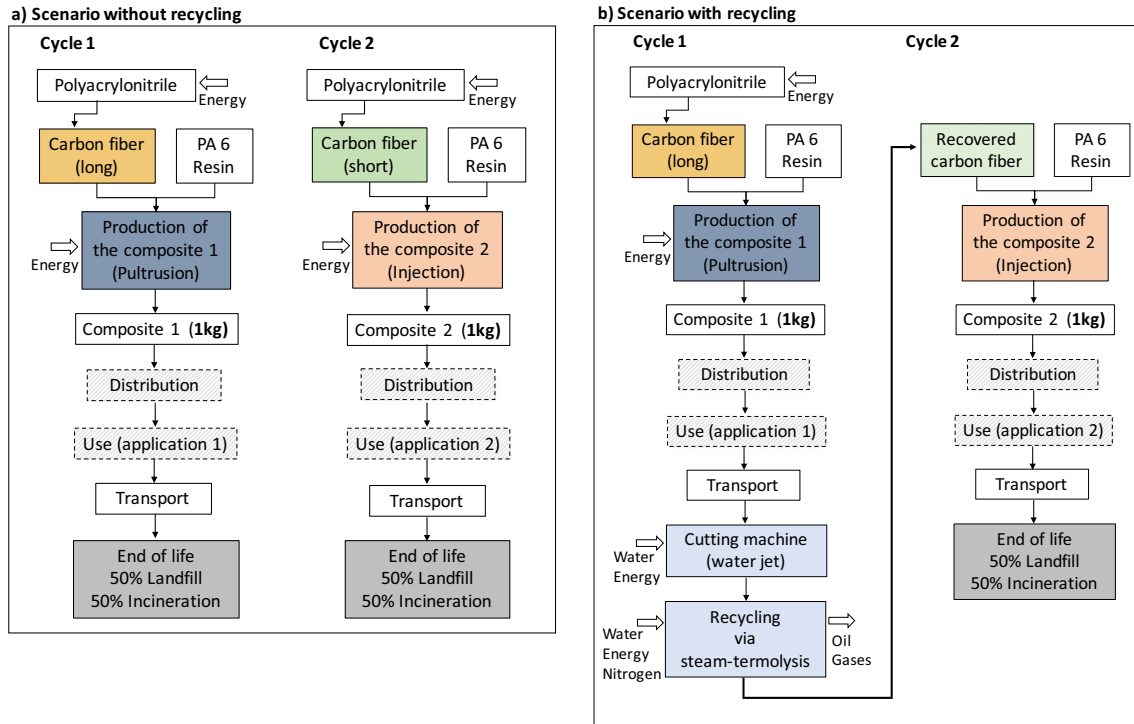 a) Scenario without recycling
Cycle 1
Polyacrylonitrile
Energy
Carbon fiber
(long)
PA 6
Resin
Production of
the composite 1
(Pultrusion)
Energy
Composite 1 (1kg)
Distribution
Use (application 1)
Transport
End of life
50% Landfill
50% Incineration
Cycle 2
Polyacrylonitrile
Energy
Carbon fiber
(short)
PA 6
Resin
Production of
the composite 2
(Injection)
Energy
Composite 2 (1kg)
Distribution
Use (application 2)
Transport
End of life
50% Landfill
50% Incineration
b) Scenario with recycling
Cycle 1
Polyacrylonitrile
Energy
Carbon fiber
(long)
PA 6
Resin
Production of
the composite 1
(Pultrusion)
Energy
Composite 1 (1kg)
Distribution
Use (application 1)
Transport
Cutting machine
(water jet)
Water
Energy
Recycling
via
steam-termolysis
Water
Energy
Nitrogen
Oil
Gases
Cycle 2
Recovered
carbon fiber
PA 6
Resin
Production of
the composite 2
(Injection)
Composite 2 (1kg)
Distribution
Use (application 2)
Transport
End of life
50% Landfill
50% Incineration